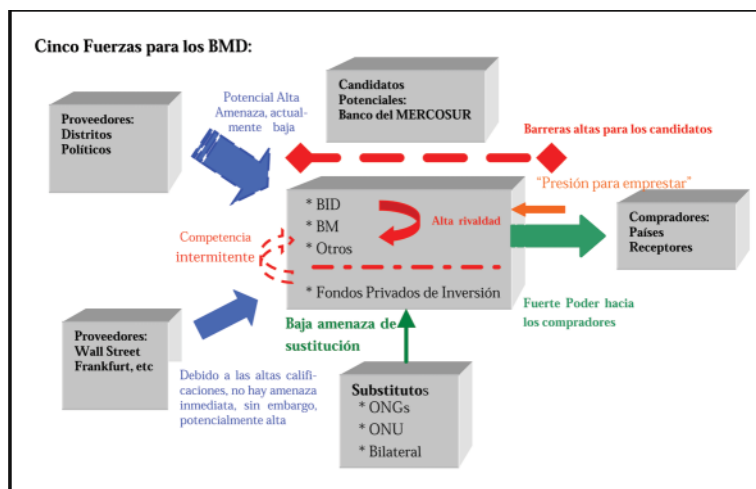 Cinco Fuerzas para los BMD:
Proveedores:
Distritos
Políticos
Potencial Alta
Amenaza, actual-
mente baja
Candidatos
Potenciales:
Banco del MERCOSUR
Barreras altas para los candidatos
"Presión para emprestar"
* BID
* BM
* Otros
Alta rivaldad
* Fondos Privados de Inversión
Competencia
intermitente
Compradores:
Países
Receptores
Fuerte Poder hacia
los compradores
Proveedores:
Wall Street
Frankfurt, etc
Debido a las altas califi-
caciones, no hay amenaza
inmediata, sin embargo,
potencialmente alta
Baja amenaza de
sustitución
Substitutos
* ONGs
* ONU
* Bilateral